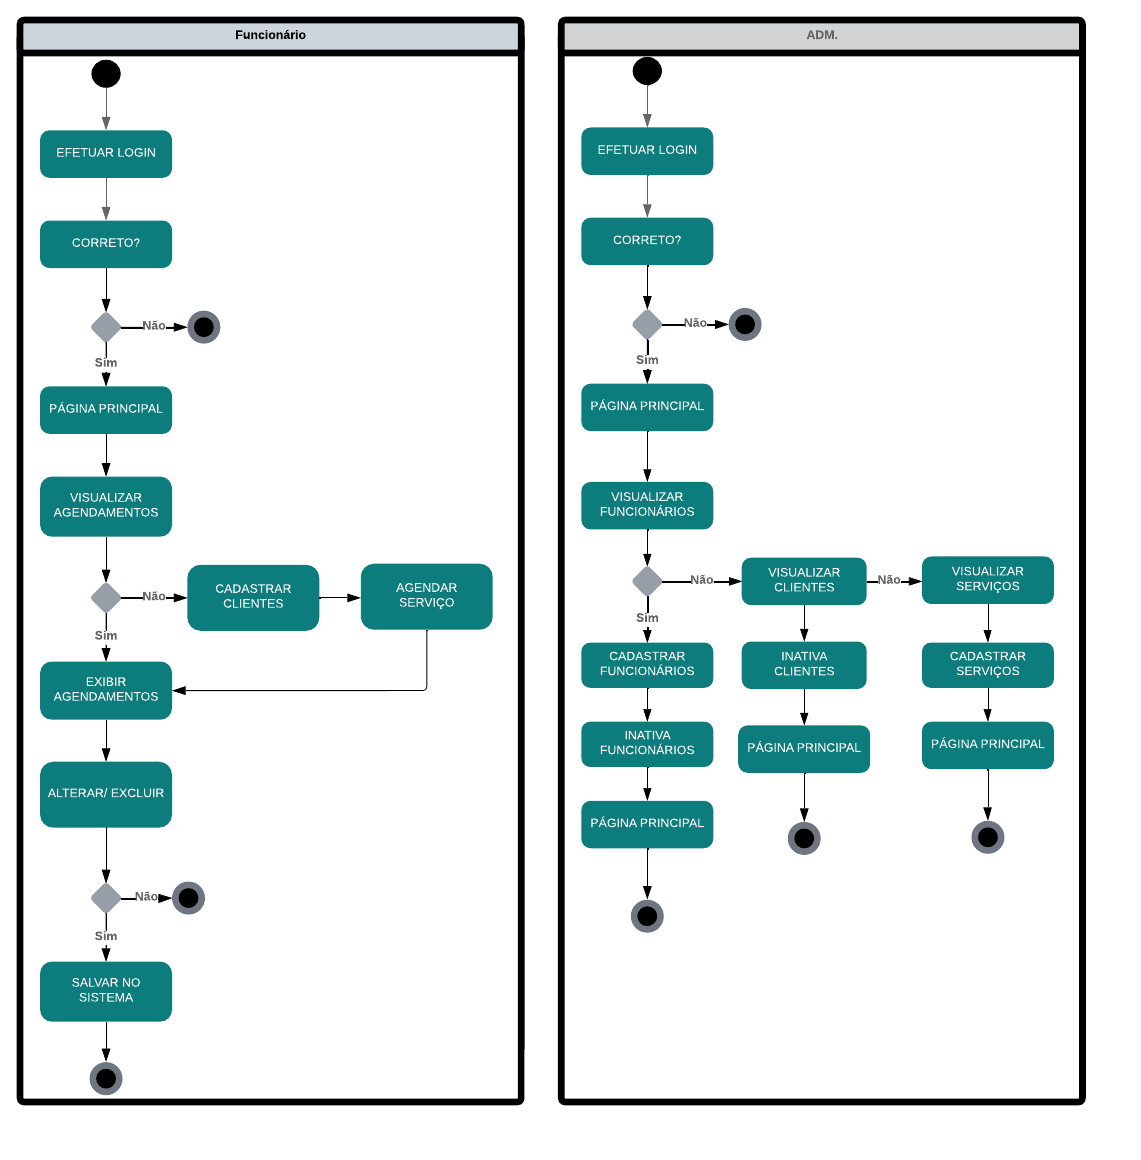 Funcionário
EFETUAR LOGIN
CORRETO?
Não
Sim
PÁGINA PRINCIPAL
VISUALIZAR
AGENDAMENTOS
Não
CADASTRAR
CLIENTES
AGENDAR
SERVIÇO
Sim
EXIBIR
AGENDAMENTOS
ALTERAR/ EXCLUIR
Não
Sim
SALVAR NO
SISTEMA
ADM.
EFETUAR LOGIN
CORRETO?
Não
Sim
PÁGINA PRINCIPAL
VISUALIZAR
FUNCIONÁRIOS
Não
VISUALIZAR
CLIENTES
Não
VISUALIZAR
SERVIÇOS
Sim
CADASTRAR
FUNCIONÁRIOS
INATIVA
CLIENTES
CADASTRAR
SERVIÇOS
INATIVA
FUNCIONÁRIOS
PÁGINA PRINCIPAL
PÁGINA PRINCIPAL
PÁGINA PRINCIPAL